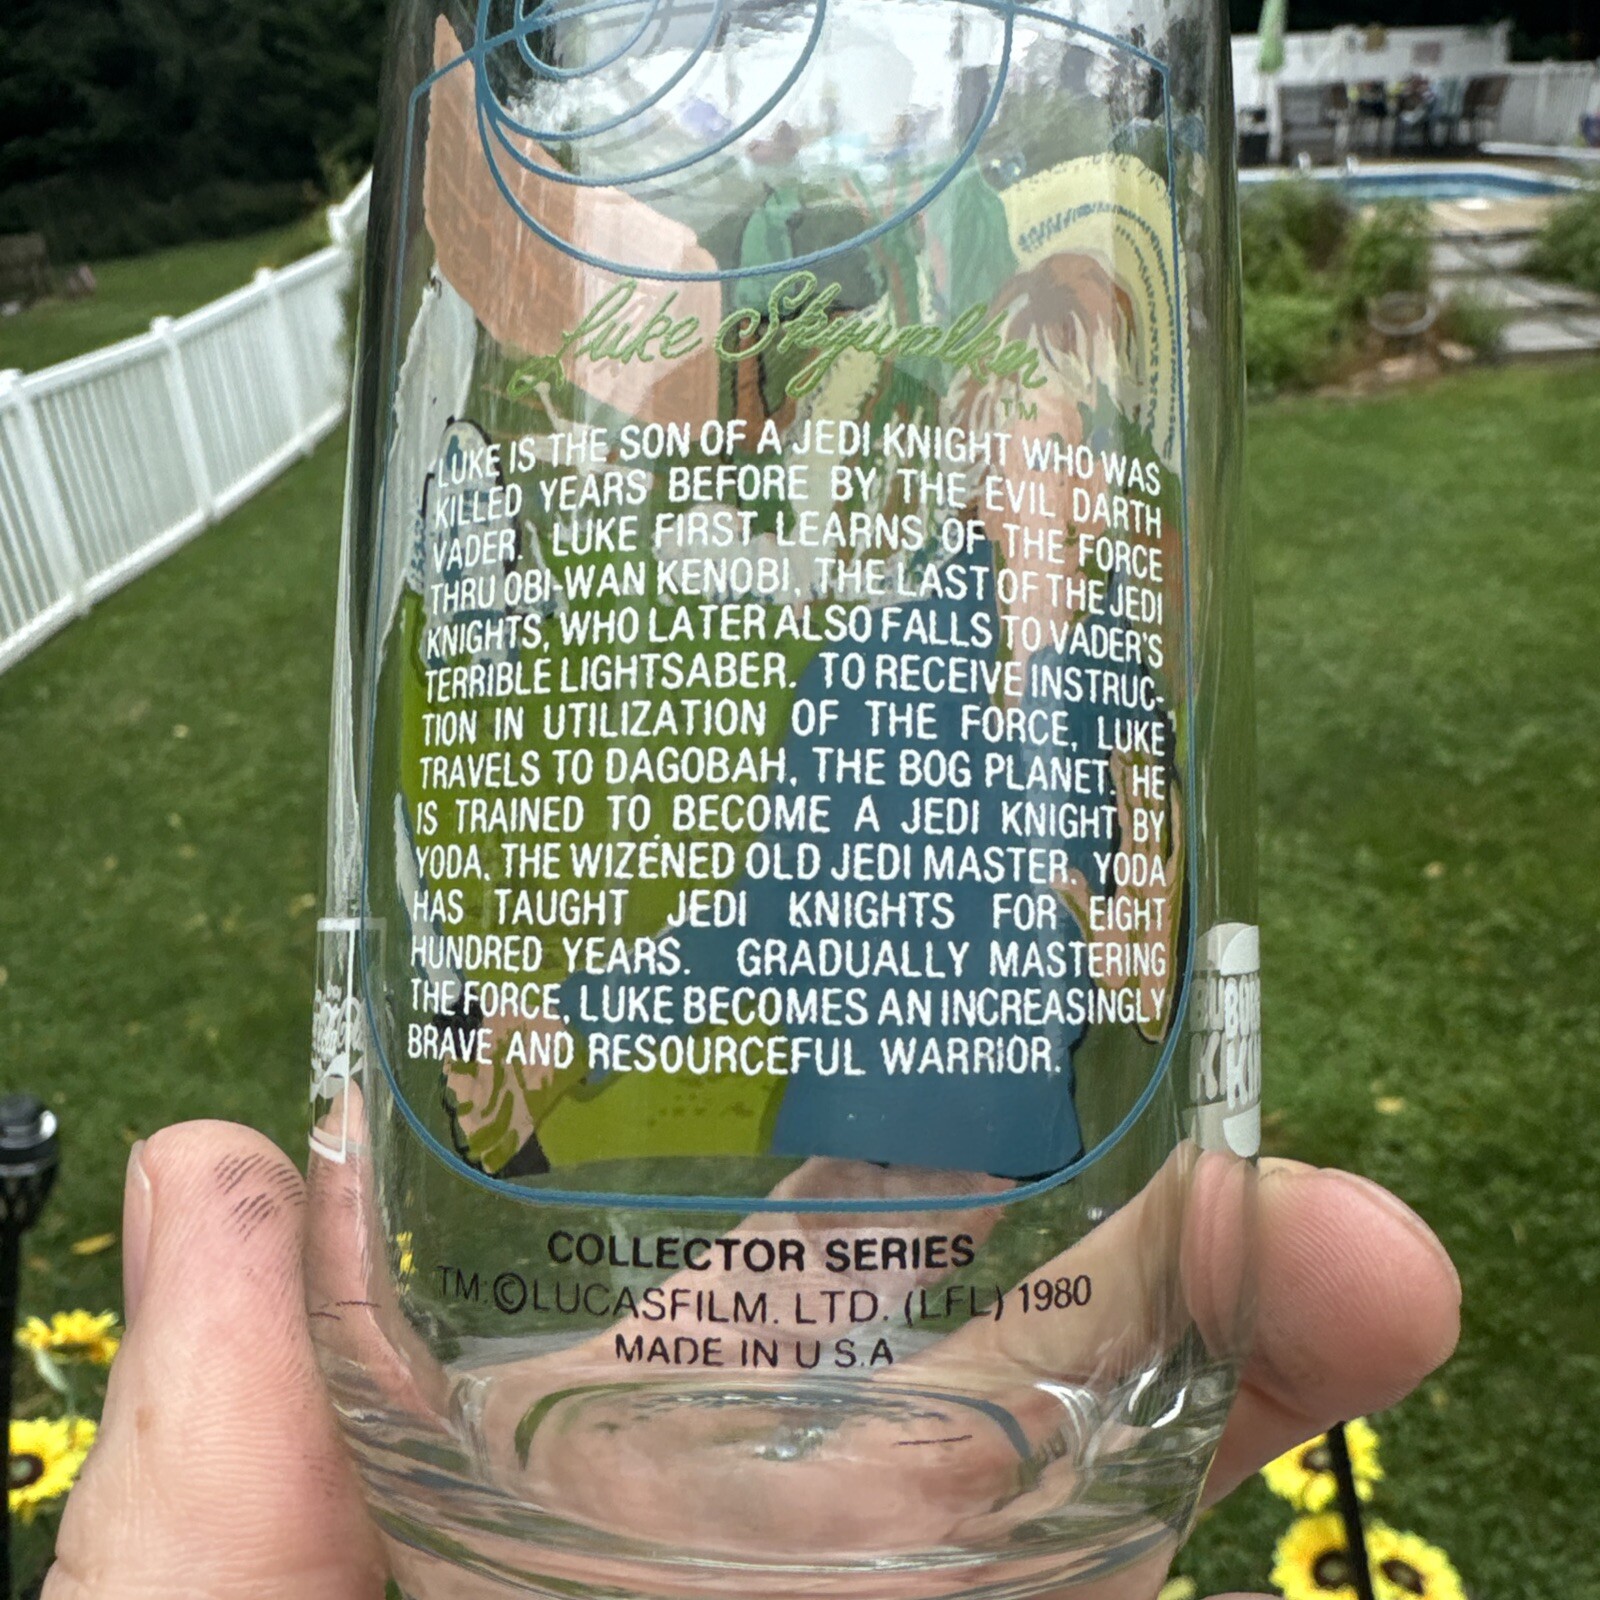 Luke Skywalker
TM
LUKE IS THE SON OF A JEDI KNIGHT WHO WAS
KILLED YEARS BEFORE BY THE EVIL DARTH
VADER. LUKE FIRST LEARNS OF THE FORCE
THRU OBI-WAN KENOBI, THE LAST OF THE JEDI
KNIGHTS, WHO LATER ALSO FALLS TO VADER'S
TERRIBLE LIGHTSABER. TO RECEIVE INSTRUC-
TION IN UTILIZATION OF THE FORCE, LUKE
TRAVELS TO DAGOBAH, THE BOG PLANET. HE
IS TRAINED TO BECOME A JEDI KNIGHT BY
YODA, THE WIZENED OLD JEDI MASTER. YODA
HAS TAUGHT JEDI KNIGHTS FOR EIGHT
HUNDRED YEARS. GRADUALLY MASTERING
THE FORCE, LUKE BECOMES AN INCREASINGLY
BRAVE AND RESOURCEFUL WARRIOR.
COLLECTOR SERIES
TM: ©LUCASFILM. LTD. (LFL) 1980
MADE IN U S.A